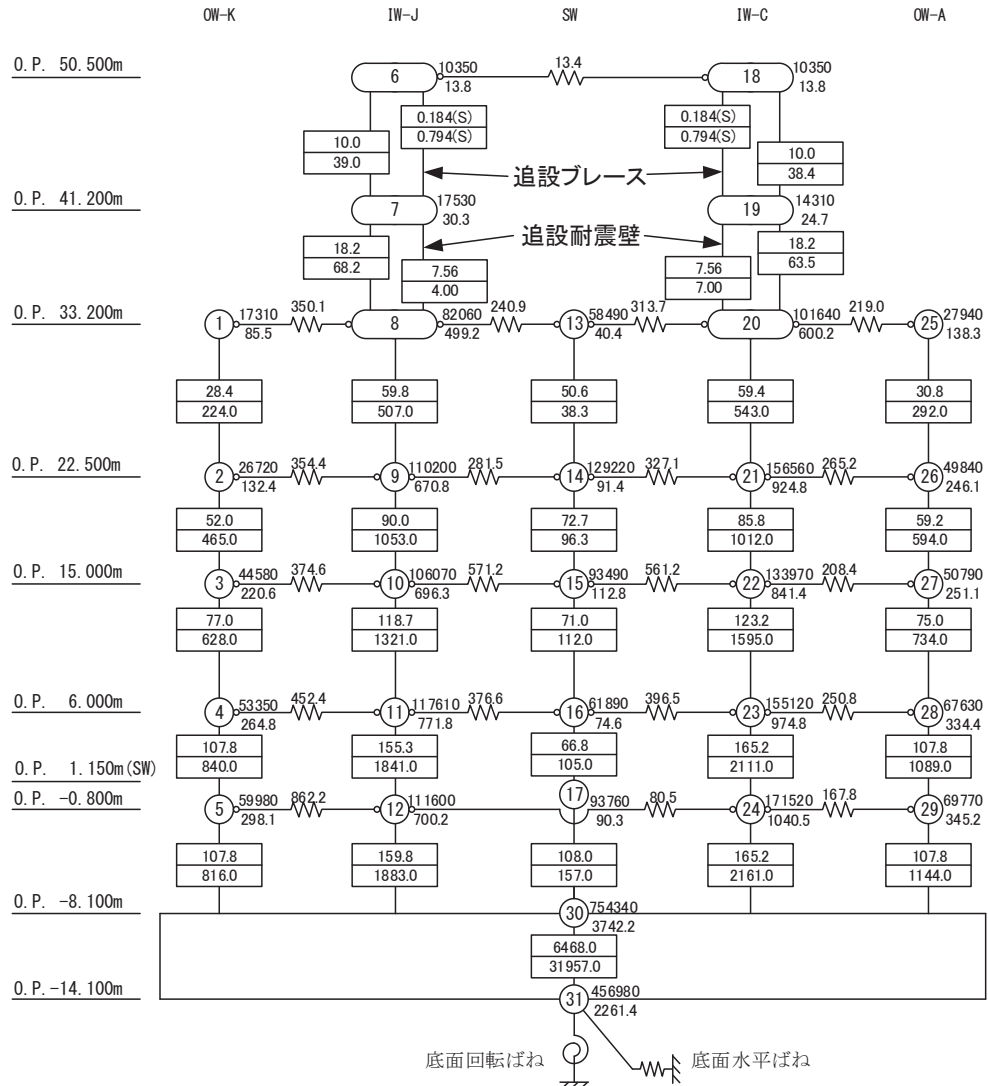 OW-K IW-J SW IW-C OW-A
O.P. 50.500m 6 10350 13.4 18 10350
13.8 13.8
0.184(S) 0.184(S)
0.794(S) 0.794(S)
10.0 10.0
39.0 38.4
追設ブレース
O.P. 41.200m 7 17530 19 14310
30.3 24.7
追設耐震壁
18.2 18.2
68.2 63.5
7.56 7.56
4.00 7.00
O.P. 33.200m 1 17310 350.1 8 82060 240.9 13 58490 313.7 20 101640 219.0 25 27940
85.5 499.2 40.4 600.2 138.3
28.4 59.8 50.6 59.4 30.8
224.0 507.0 38.3 543.0 292.0
O.P. 22.500m 2 26720 354.4 9 110200 281.5 14 129220 327.1 21 156560 265.2 26 49840
132.4 670.8 91.4 924.8 246.1
52.0 90.0 72.7 85.8 59.2
465.0 1053.0 96.3 1012.0 594.0
O.P. 15.000m 3 44580 374.6 10 106070 571.2 15 93490 561.2 22 133970 208.4 27 50790
220.6 696.3 112.8 841.4 251.1
77.0 118.7 71.0 123.2 75.0
628.0 1321.0 112.0 1595.0 734.0
O.P. 6.000m 4 53350 452.4 11 117610 376.6 16 61890 396.5 23 155120 250.8 28 67630
264.8 771.8 74.6 974.8 334.4
107.8 155.3 66.8 165.2 107.8
840.0 1841.0 105.0 2111.0 1089.0
O.P. 1.150m(SW) 17
O.P. -0.800m 5 59980 862.2 12 111600 93760 80.5 24 171520 167.8 29 69770
298.1 700.2 90.3 1040.5 345.2
107.8 159.8 108.0 165.2 107.8
816.0 1883.0 157.0 2161.0 1144.0
O.P. -8.100m 30 754340
3742.2
6468.0
31957.0
O.P.-14.100m 31 456980
2261.4
底面回転ばね 底面水平ばね